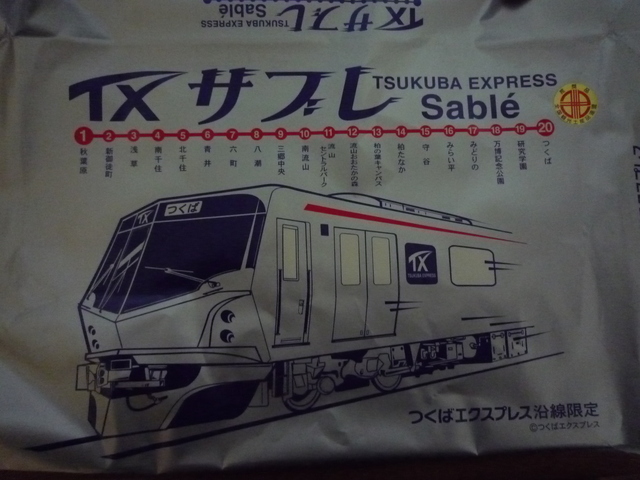 TSUKUBA EXPRESS
Sablé
TXサブレ
TXサブレ
TSUKUBA EXPRESS
Sablé
1 秋葉原
2 新御徒町
3 浅草
4 南千住
5 北千住
6 青井
7 六町
8 八潮
9 三郷中央
10 南流山
11 流山セントラルパーク
12 流山おおたかの森
13 柏の葉キャンパス
14 柏たなか
15 守谷
16 みらい平
17 みどりの
18 万博記念公園
19 研究学園
20 つくば
TX
つくば
TX
TSUKUBA EXPRESS
つくばエクスプレス沿線限定
©つくばエクスプレス